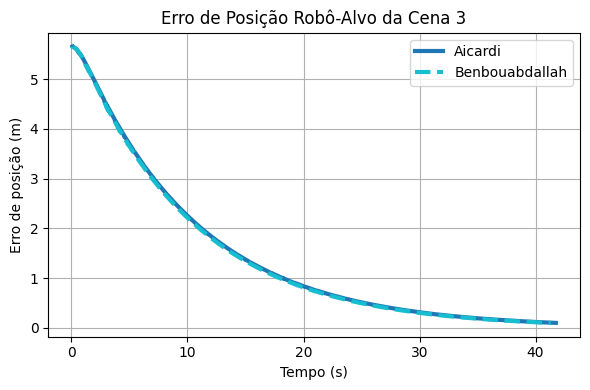 Erro de Posição Robô-Alvo da Cena 3
Aicardi
Benbouabdallah
Erro de posição (m)
5
4
3
2
1
0
0 10 20 30 40
Tempo (s)